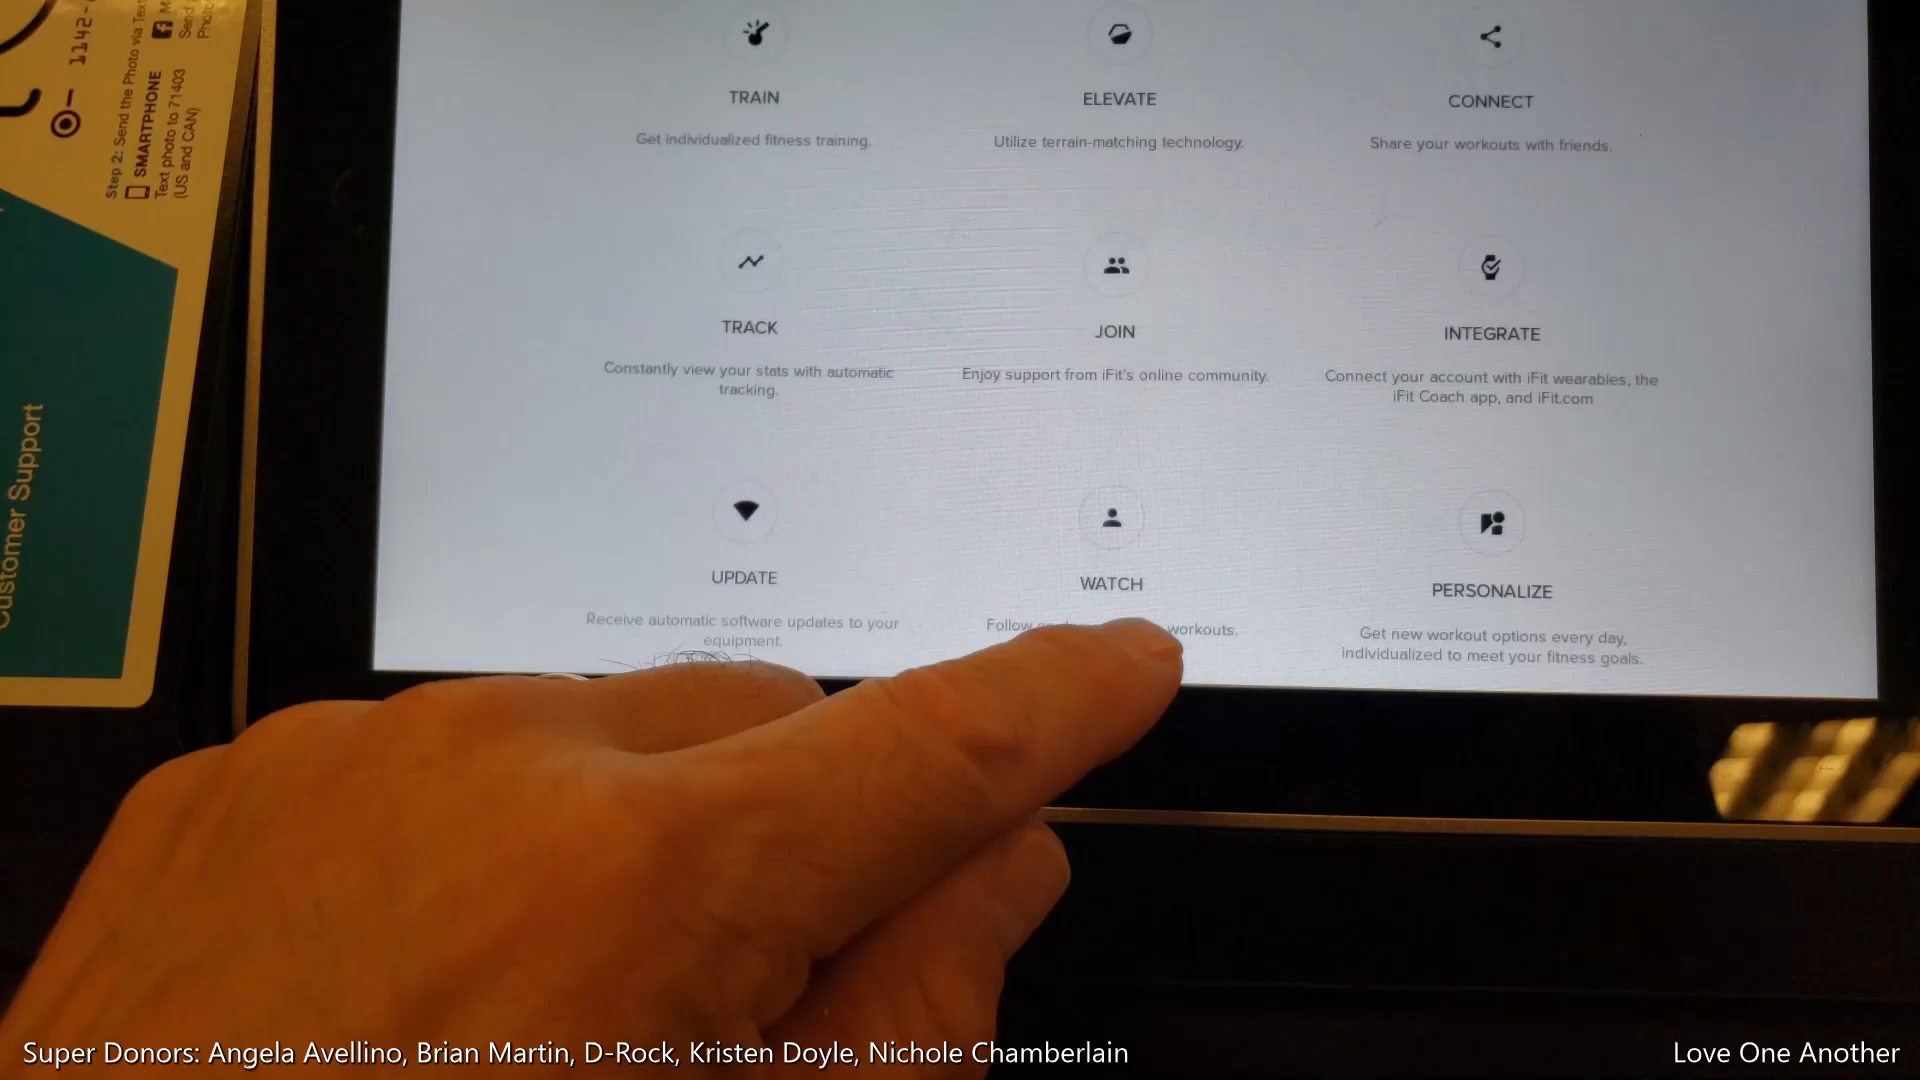 TRAIN
Get individualized fitness training.
ELEVATE
Utilize terrain-matching technology.
CONNECT
Share your workouts with friends.
TRACK
Constantly view your stats with automatic
tracking.
JOIN
Enjoy support from iFit's online community.
INTEGRATE
Connect your account with iFit wearables, the
iFit Coach app, and iFit.com
UPDATE
Receive automatic software updates to your
equipment.
WATCH
Follow workouts.
PERSONALIZE
Get new workout options every day,
individualized to meet your fitness goals.
1142-
Step 2: Send the Photo via Text
SMARTPHONE
Text photo to 71403
(US and CAN)
Send
Photo
Customer Support
Super Donors: Angela Avellino, Brian Martin, D-Rock, Kristen Doyle, Nichole Chamberlain
Love One Another